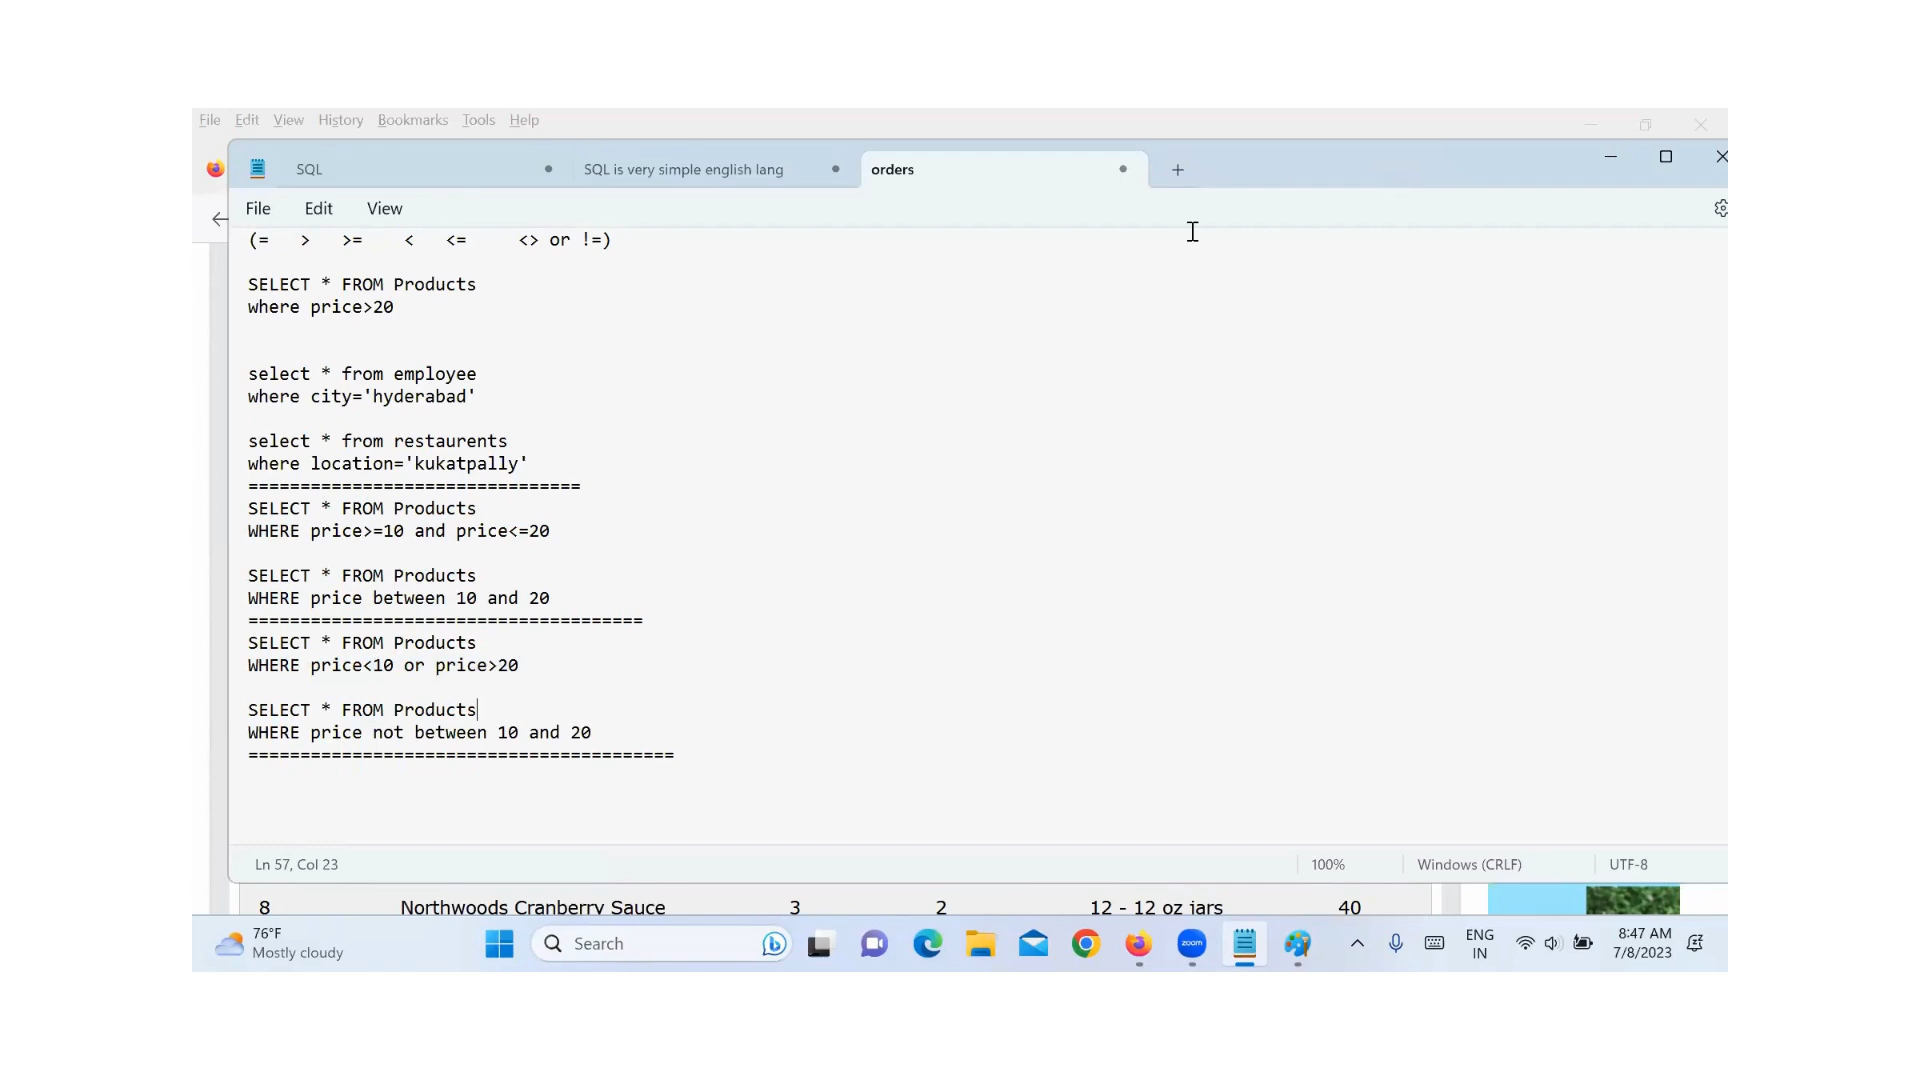 File Edit View History Bookmarks Tools Help
SQL SQL is very simple english lang orders +
File Edit View
(= > >= < <= <> or !=)
SELECT * FROM Products
where price>20
select * from employee
where city='hyderabad'
select * from restaurents
where location='kukatpally'
================================
SELECT * FROM Products
WHERE price>=10 and price<=20
SELECT * FROM Products
WHERE price between 10 and 20
======================================
SELECT * FROM Products
WHERE price<10 or price>20
SELECT * FROM Products
WHERE price not between 10 and 20
=========================================
Ln 57, Col 23 100% Windows (CRLF) UTF-8
8 Northwoods Cranberry Sauce 3 2 12 - 12 oz jars 40
76°F
Mostly cloudy
Search
zoom
ENG
IN
8:47 AM
7/8/2023